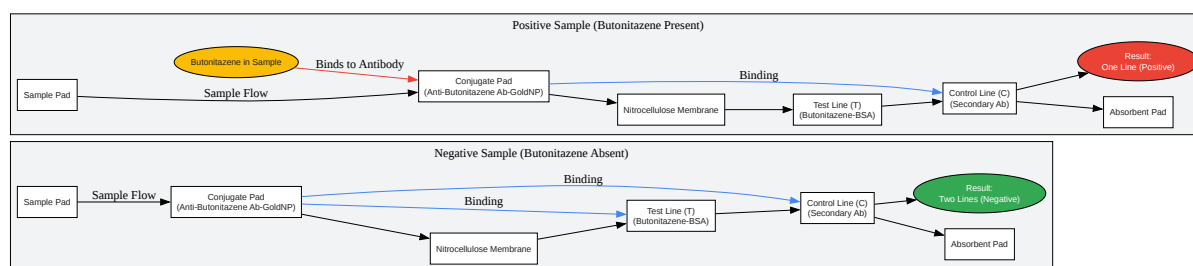 Positive Sample (Butonitazene Present)
Butonitazene in Sample
Binds to Antibody
Sample Pad
Sample Flow
Conjugate Pad
(Anti-Butonitazene Ab-GoldNP)
Binding
Nitrocellulose Membrane
Test Line (T)
(Butonitazene-BSA)
Control Line (C)
(Secondary Ab)
Result:
One Line (Positive)
Absorbent Pad
Negative Sample (Butonitazene Absent)
Sample Pad
Sample Flow
Conjugate Pad
(Anti-Butonitazene Ab-GoldNP)
Binding
Binding
Nitrocellulose Membrane
Test Line (T)
(Butonitazene-BSA)
Control Line (C)
(Secondary Ab)
Result:
Two Lines (Negative)
Absorbent Pad